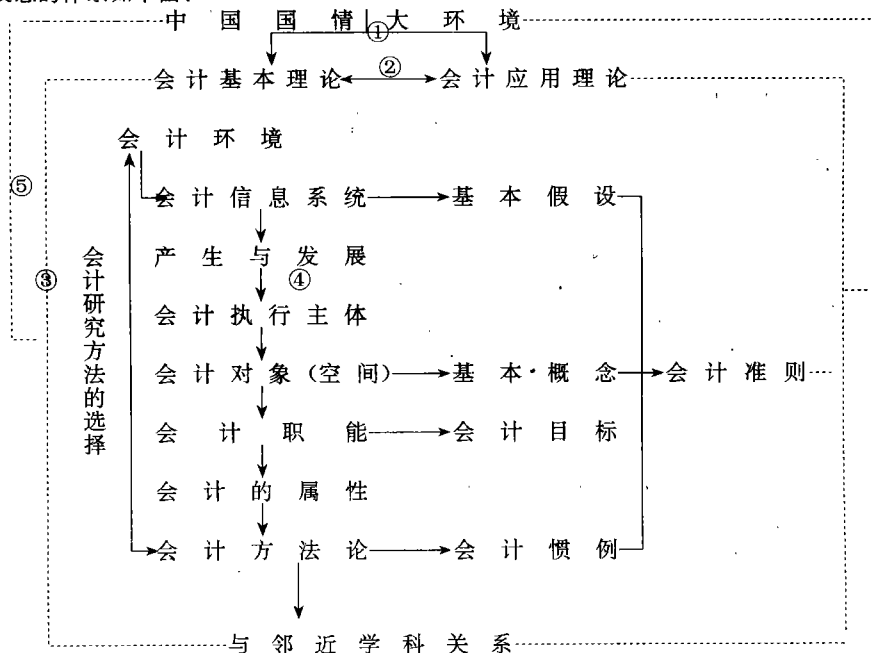 中国国情大环境
①
会计基本理论 ② 会计应用理论
会计环境
⑤
会计信息系统 基本假设
产生与发展
③ ④
会计研究方法的选择
会计执行主体
会计对象(空间) 基本·概念 会计准则
会计职能 会计目标
会计的属性
会计方法论 会计惯例
与邻近学科关系